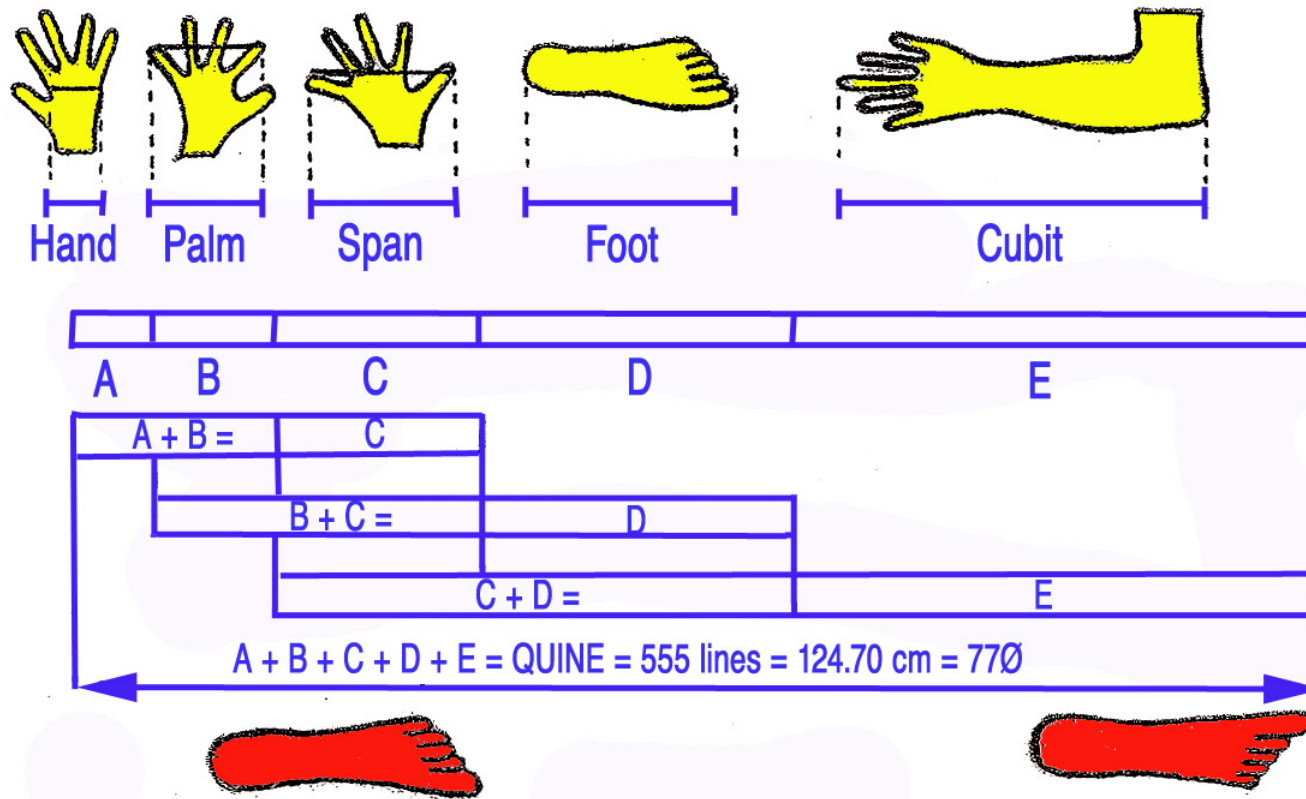 Hand Palm Span Foot Cubit
A B C D E
A + B = C
B + C = D
C + D = E
A + B + C + D + E = QUINE = 555 lines = 124.70 cm = 77Ø